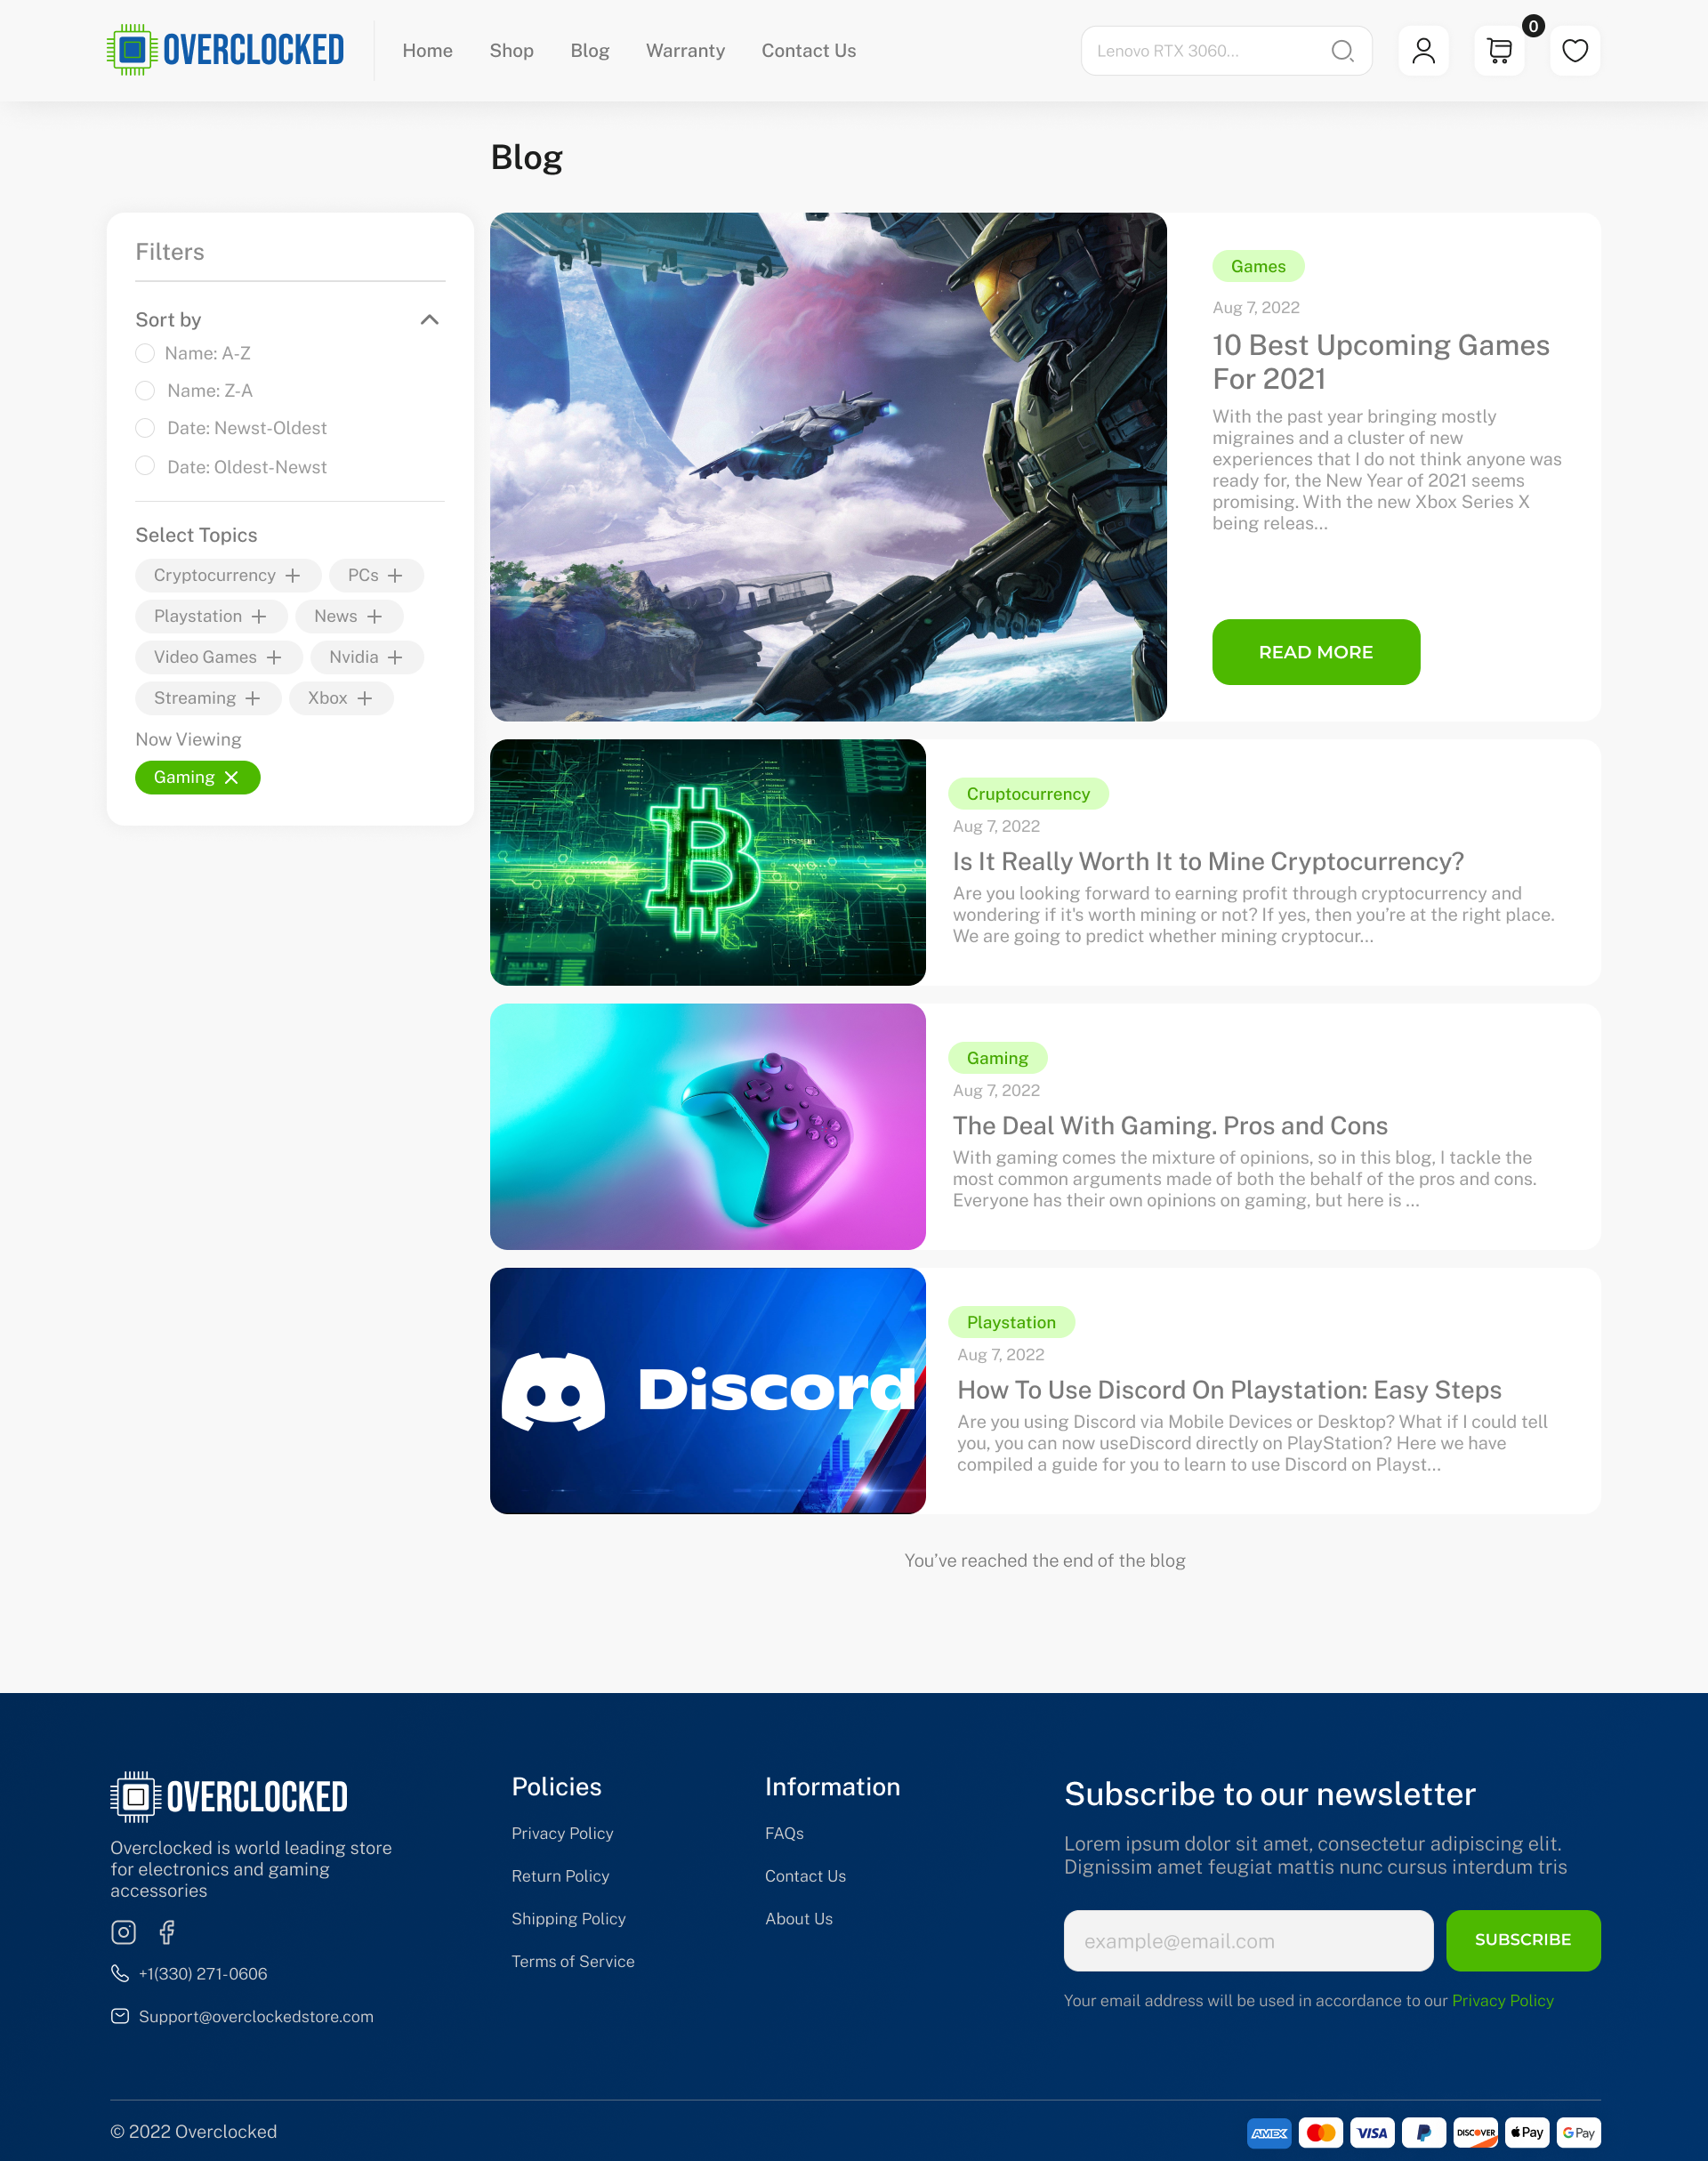 OVERCLOCKED
Home
Shop
Blog
Warranty
Contact Us
Lenovo RTX 3060...
0
Blog
Filters
Sort by
Name: A-Z
Name: Z-A
Date: Newst-Oldest
Date: Oldest-Newst
Select Topics
Cryptocurrency
PCs
Playstation
News
Video Games
Nvidia
Streaming
Xbox
Now Viewing
Gaming
Games
Aug 7, 2022
10 Best Upcoming Games
For 2021
With the past year bringing mostly
migraines and a cluster of new
experiences that I do not think anyone was
ready for, the New Year of 2021 seems
promising. With the new Xbox Series X
being releas...
READ MORE
Cruptocurrency
Aug 7, 2022
Is It Really Worth It to Mine Cryptocurrency?
Are you looking forward to earning profit through cryptocurrency and
wondering if it's worth mining or not? If yes, then you’re at the right place.
We are going to predict whether mining cryptocur...
Gaming
Aug 7, 2022
The Deal With Gaming. Pros and Cons
With gaming comes the mixture of opinions, so in this blog, I tackle the
most common arguments made of both the behalf of the pros and cons.
Everyone has their own opinions on gaming, but here is ...
Discord
Playstation
Aug 7, 2022
How To Use Discord On Playstation: Easy Steps
Are you using Discord via Mobile Devices or Desktop? What if I could tell
you, you can now useDiscord directly on PlayStation? Here we have
compiled a guide for you to learn to use Discord on Playst...
You’ve reached the end of the blog
OVERCLOCKED
Overclocked is world leading store
for electronics and gaming
accessories
+1(330) 271-0606
Support@overclockedstore.com
Policies
Privacy Policy
Return Policy
Shipping Policy
Terms of Service
Information
FAQs
Contact Us
About Us
Subscribe to our newsletter
Lorem ipsum dolor sit amet, consectetur adipiscing elit.
Dignissim amet feugiat mattis nunc cursus interdum tris
example@email.com
SUBSCRIBE
Your email address will be used in accordance to our Privacy Policy
© 2022 Overclocked
AMEX
VISA
DISCOVER
Pay
G Pay